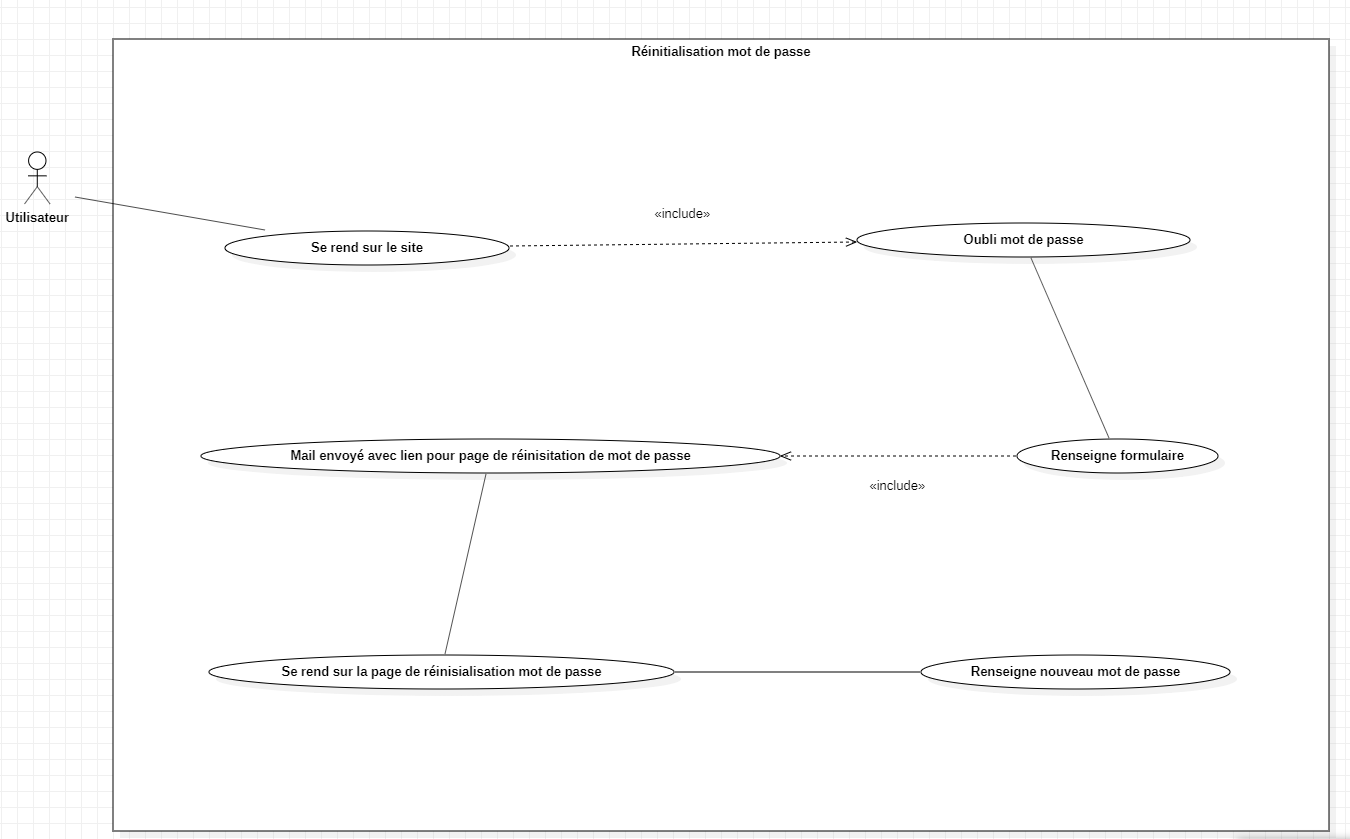 Réinitialisation mot de passe
Utilisateur
«include»
Se rend sur le site
Oubli mot de passe
Mail envoyé avec lien pour page de réinisitation de mot de passe
Renseigne formulaire
«include»
Se rend sur la page de réinisialisation mot de passe
Renseigne nouveau mot de passe